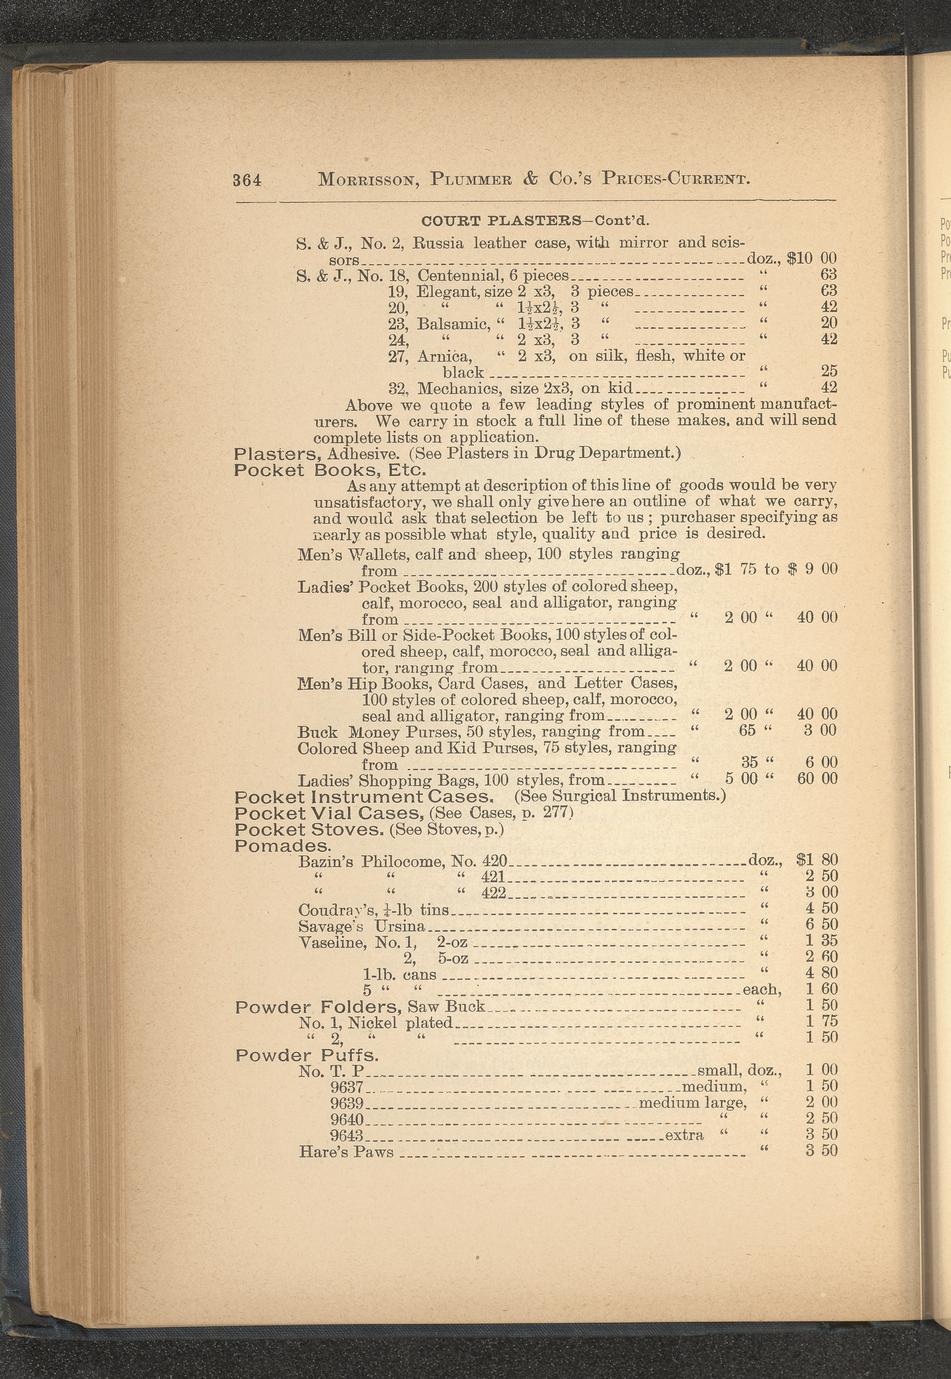 364 MORRISSON, PLUMMER & CO.'S PRICES-CURRENT.
COURT PLASTERS—Cont'd.
S. & J., No. 2, Russia leather case, with mirror and scis-
sors doz., $10 00
S. & J., No. 18, Centennial, 6 pieces “ 63
19, Elegant, size 2 x3, 3 pieces “ 63
20, “ “ 1½x2½, 3 “ “ 42
23, Balsamic, “ 1½x2½, 3 “ “ 20
24, “ “ 2 x3, 3 “ “ 42
27, Arnica, “ 2 x3, on silk, flesh, white or
black “ 25
32, Mechanics, size 2x3, on kid “ 42
Above we quote a few leading styles of prominent manufact-
urers. We carry in stock a full line of these makes, and will send
complete lists on application.
Plasters, Adhesive. (See Plasters in Drug Department.)
Pocket Books, Etc.
As any attempt at description of this line of goods would be very
unsatisfactory, we shall only give here an outline of what we carry,
and would ask that selection be left to us ; purchaser specifying as
nearly as possible what style, quality and price is desired.
Men's Wallets, calf and sheep, 100 styles ranging
from doz., $1 75 to $ 9 00
Ladies' Pocket Books, 200 styles of colored sheep,
calf, morocco, seal and alligator, ranging
from “ 2 00 “ 40 00
Men's Bill or Side-Pocket Books, 100 styles of col-
ored sheep, calf, morocco, seal and alliga-
tor, ranging from “ 2 00 “ 40 00
Men's Hip Books, Card Cases, and Letter Cases,
100 styles of colored sheep, calf, morocco,
seal and alligator, ranging from “ 2 00 “ 40 00
Buck Money Purses, 50 styles, ranging from “ 65 “ 3 00
Colored Sheep and Kid Purses, 75 styles, ranging
from “ 35 “ 6 00
Ladies' Shopping Bags, 100 styles, from “ 5 00 “ 60 00
Pocket Instrument Cases. (See Surgical Instruments.)
Pocket Vial Cases, (See Cases, p. 277)
Pocket Stoves. (See Stoves, p.)
Pomades.
Bazin's Philocome, No. 420 doz., $1 80
“ “ “ 421 “ 2 50
“ “ “ 422 “ 3 00
Coudray's, ¼-lb tins “ 4 50
Savage's Ursina “ 6 50
Vaseline, No. 1, 2-oz “ 1 35
2, 5-oz “ 2 60
1-lb. cans “ 4 80
5 “ “ each, 1 60
Powder Folders, Saw Buck “ 1 50
No. 1, Nickel plated “ 1 75
“ 2, “ “ “ 1 50
Powder Puffs.
No. T. P small, doz., 1 00
9637 medium, “ 1 50
9639 medium large, “ 2 00
9640 “ “ 2 50
9643 extra “ “ 3 50
Hare's Paws “ 3 50